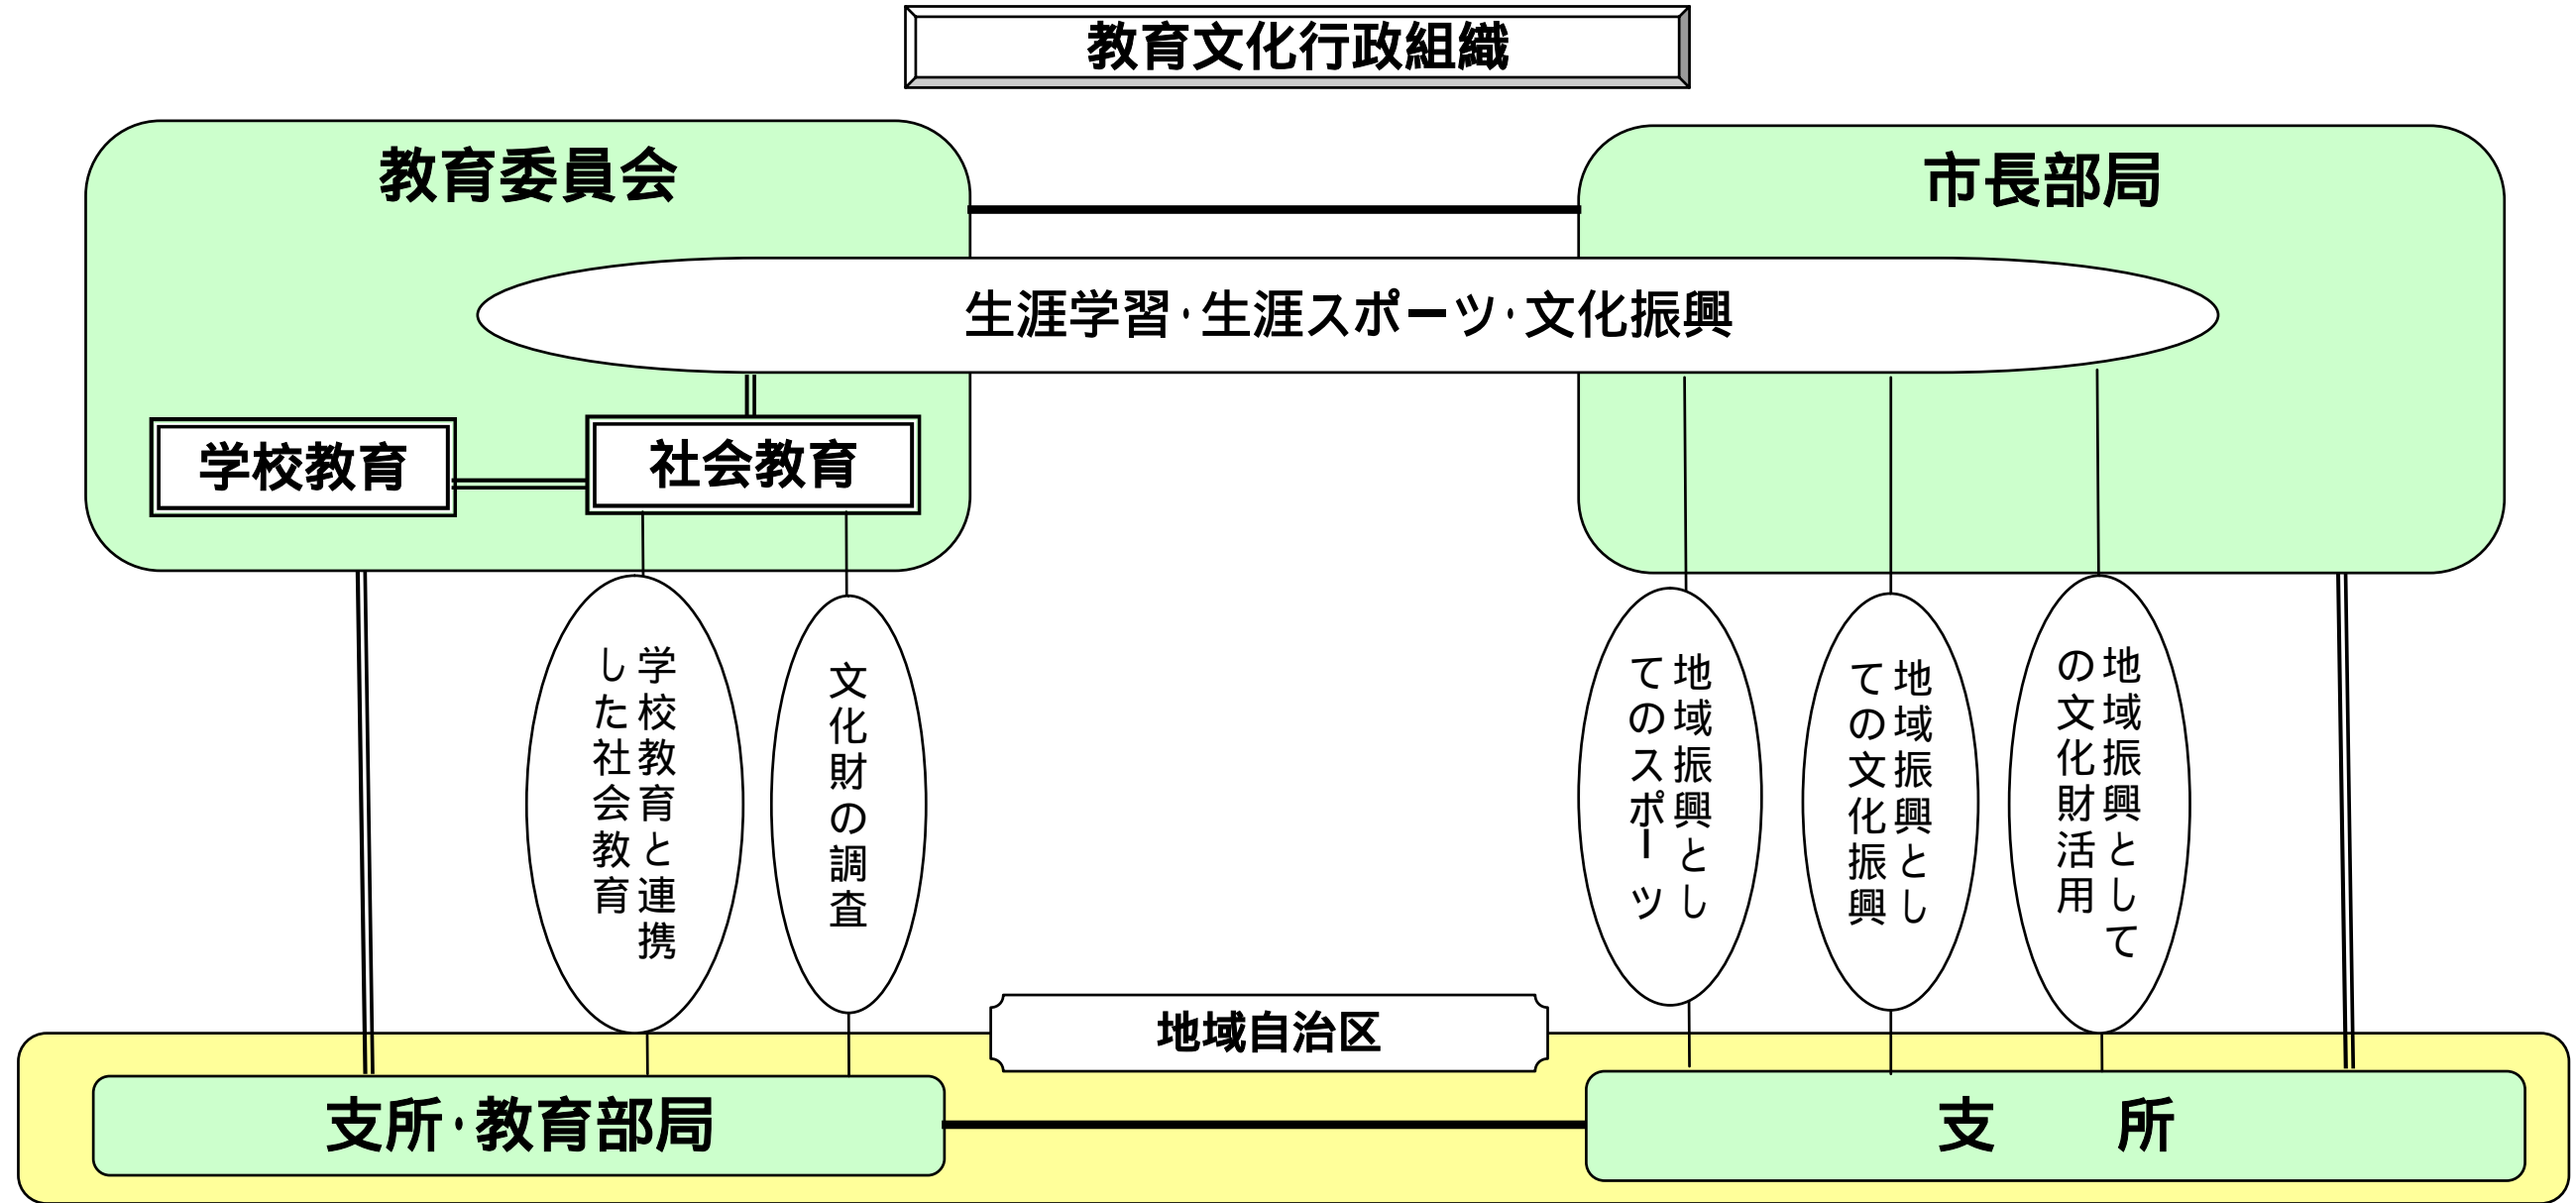 教育文化行政組織
教育委員会
市長部局
生涯学習・生涯スポーツ・文化振興
学校教育
社会教育
学校教育と連携
した社会教育
文化財の調査
地域振興とし
てのスポーツ
地域振興とし
ての文化振興
地域振興として
の文化財活用
地域自治区
支所・教育部局
支　所